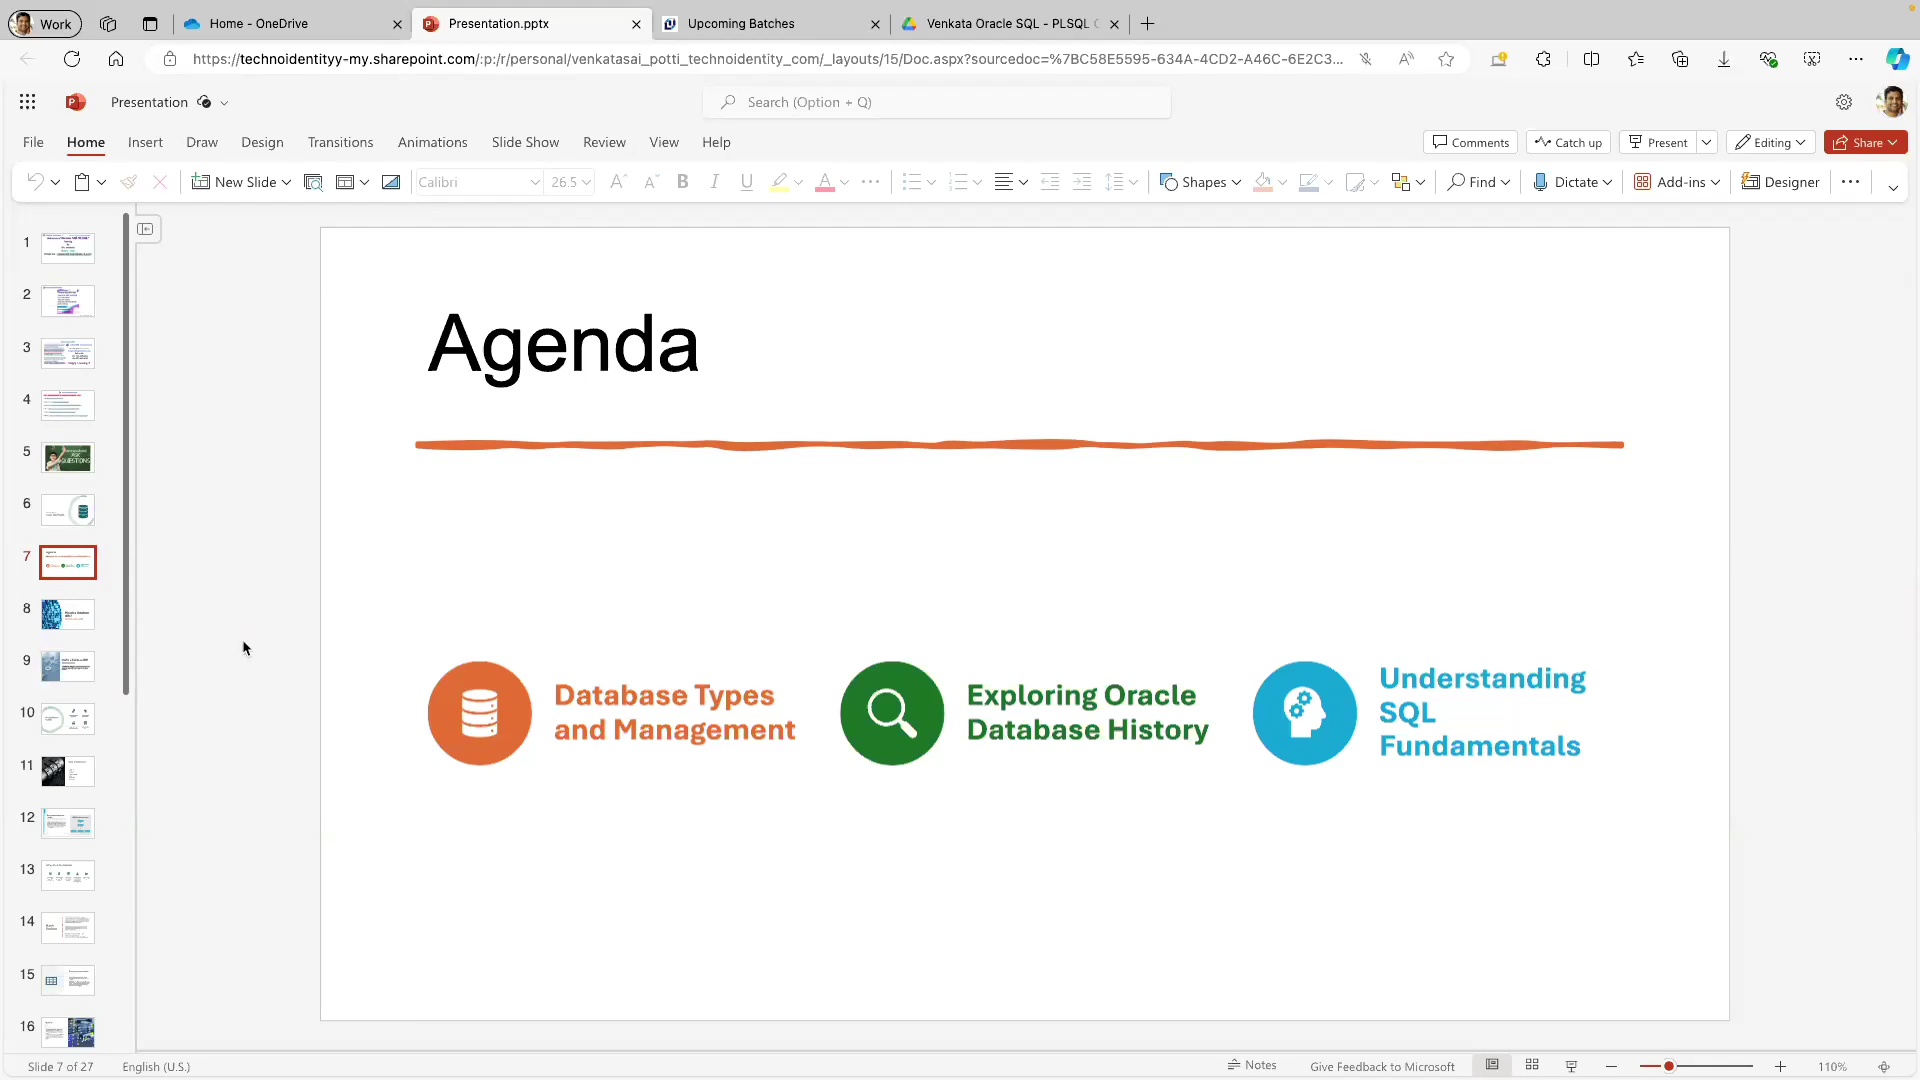 Work
Home - OneDrive
Presentation.pptx
Upcoming Batches
Venkata Oracle SQL - PLSQL
https://technoidentityy-my.sharepoint.com/:p:/r/personal/venkatasai_potti_technoidentity_com/_layouts/15/Doc.aspx?sourcedoc=%7BC58E5595-634A-4CD2-A46C-6E2C3...
Presentation
Search (Option + Q)
File
Home
Insert
Draw
Design
Transitions
Animations
Slide Show
Review
View
Help
Comments
Catch up
Present
Editing
Share
New Slide
Calibri
26.5
Shapes
Find
Dictate
Add-ins
Designer
1
2
3
4
5
6
7
8
9
10
11
12
13
14
15
16
Agenda
Database Types
and Management
Exploring Oracle
Database History
Understanding
SQL
Fundamentals
Slide 7 of 27
English (U.S.)
Notes
Give Feedback to Microsoft
110%